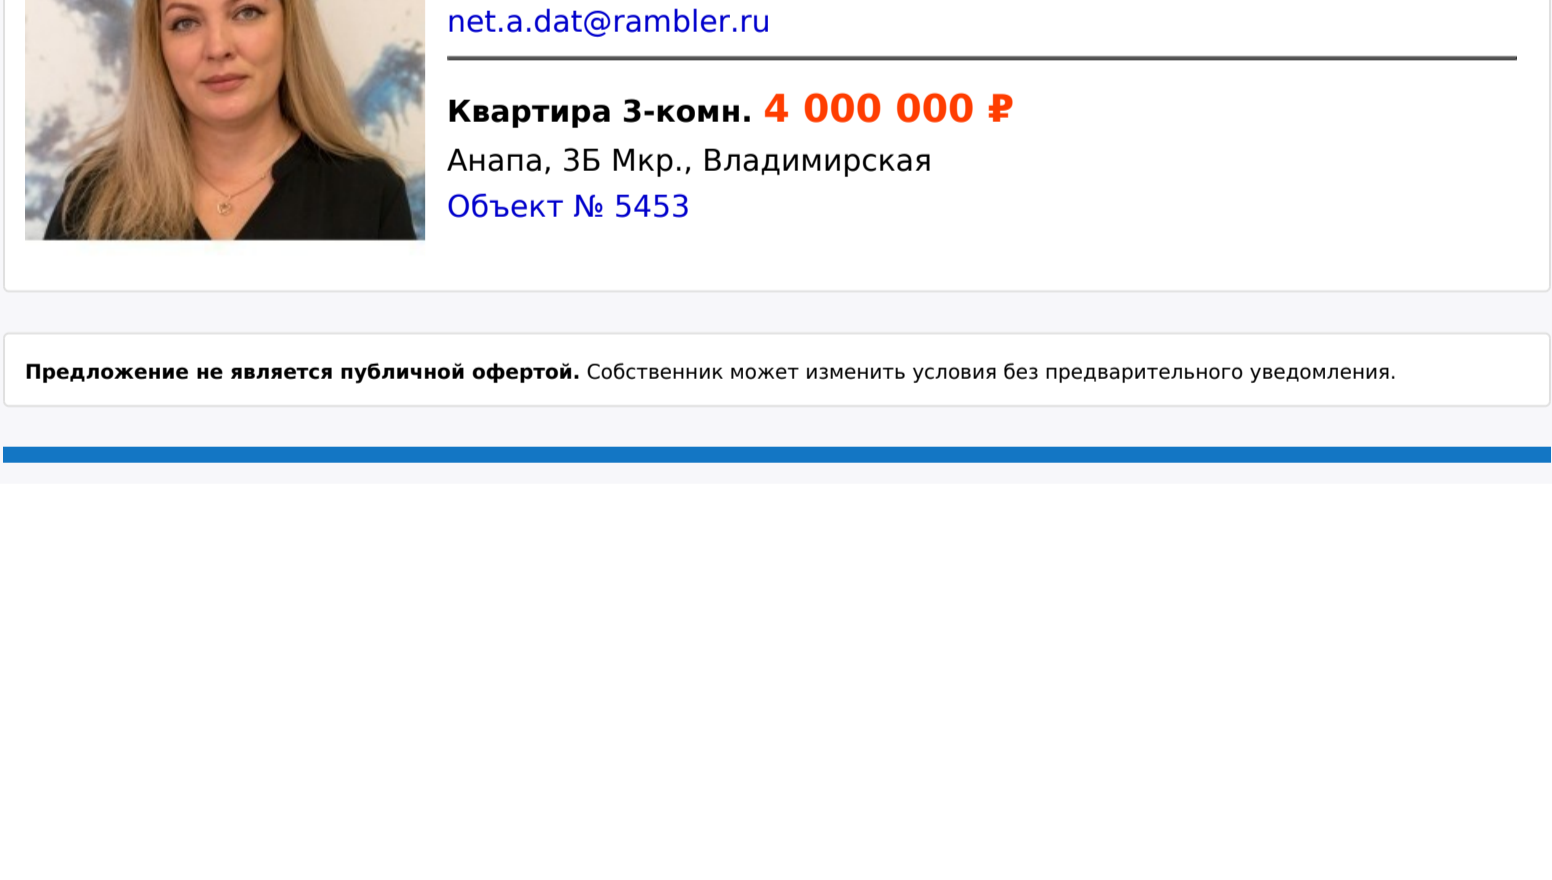 net.a.dat@rambler.ru
Квартира 3-комн. 4 000 000 ₽
Анапа, 3Б Мкр., Владимирская
Объект № 5453
Предложение не является публичной офертой. Собственник может изменить условия без предварительного уведомления.